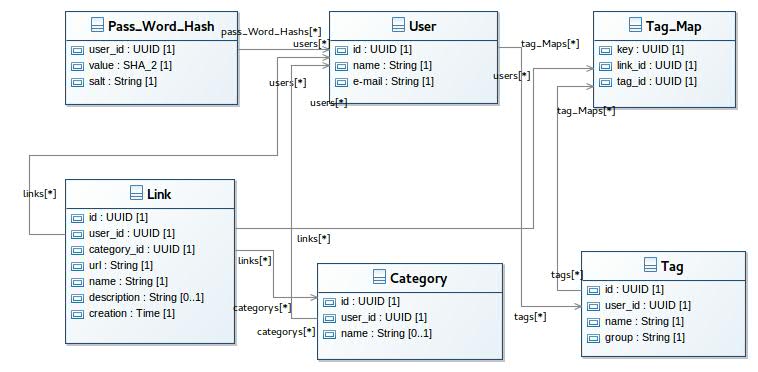 Pass_Word_Hash
user_id : UUID [1]
value : SHA_2 [1]
salt : String [1]
pass_Word_Hashs[*]
users[*]
User
id : UUID [1]
name : String [1]
e-mail : String [1]
users[*]
users[*]
tag_Maps[*]
users[*]
Tag_Map
key : UUID [1]
link_id : UUID [1]
tag_id : UUID [1]
tag_Maps[*]
links[*]
Link
id : UUID [1]
user_id : UUID [1]
category_id : UUID [1]
url : String [1]
name : String [1]
description : String [0..1]
creation : Time [1]
links[*]
links[*]
categorys[*]
categorys[*]
Category
id : UUID [1]
user_id : UUID [1]
name : String [0..1]
tags[*]
tags[*]
Tag
id : UUID [1]
user_id : UUID [1]
name : String [1]
group : String [1]